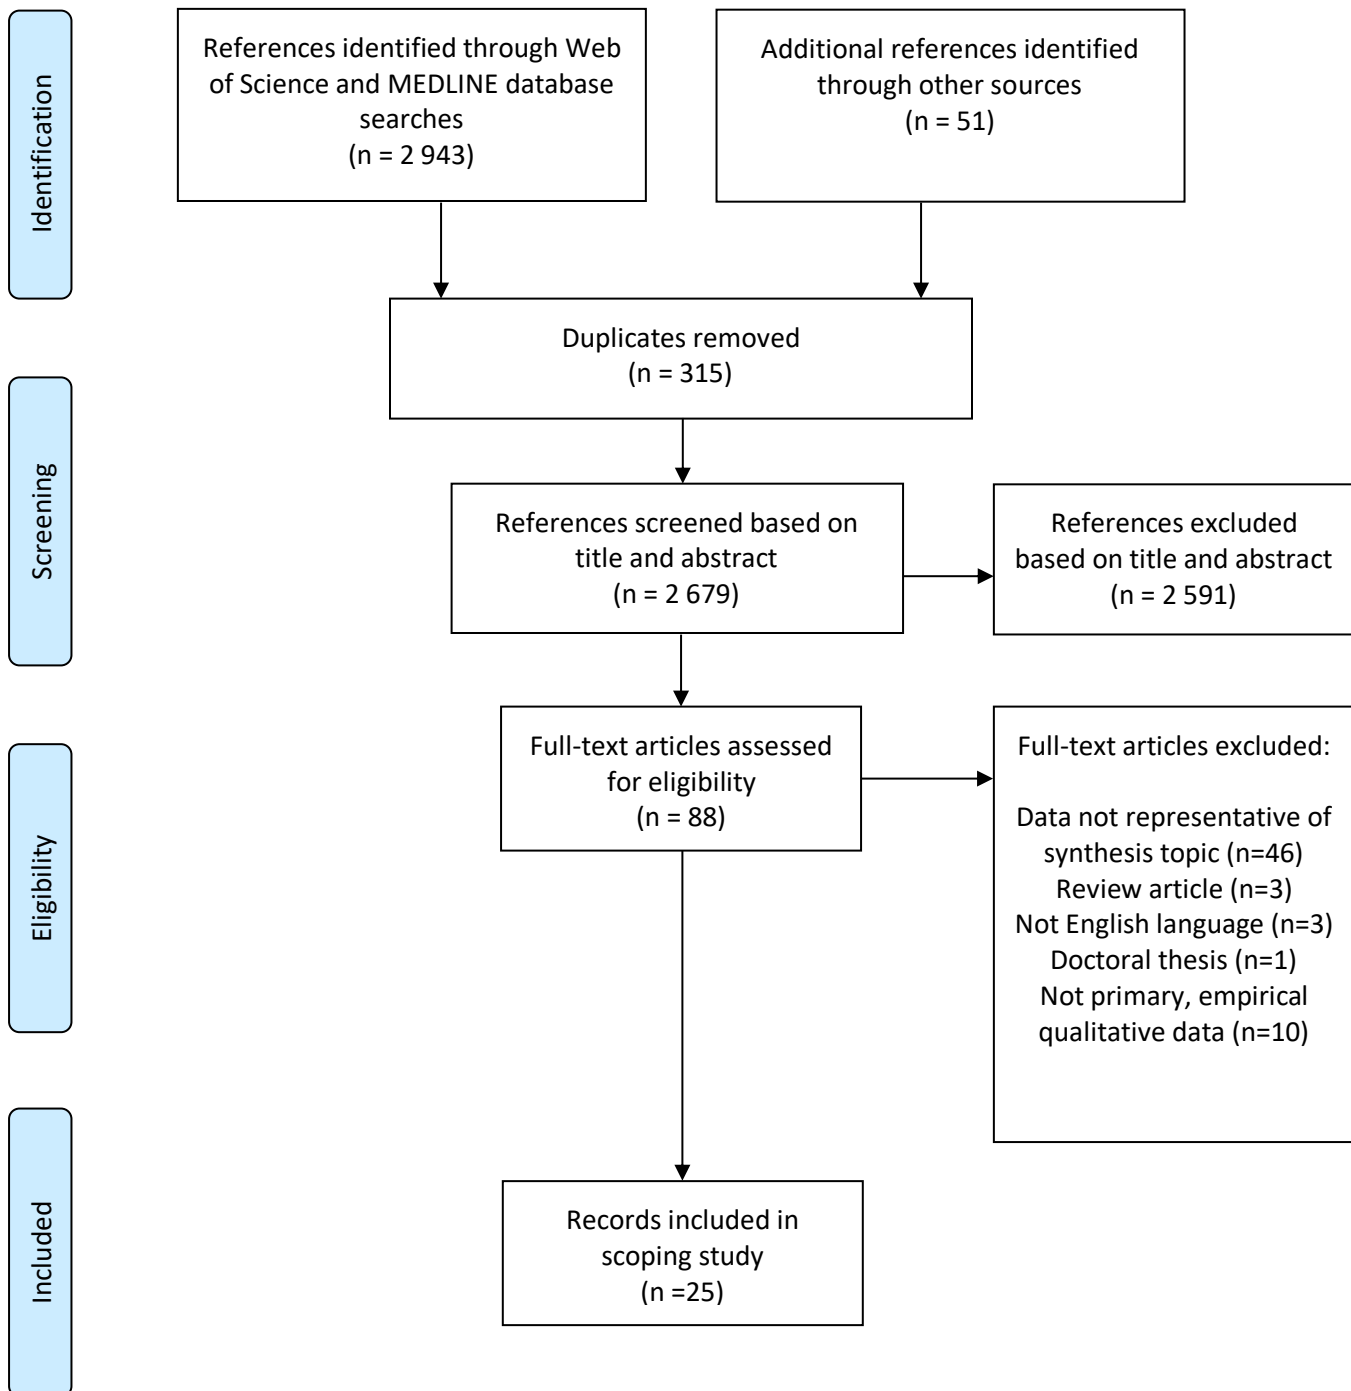 Identification
References identified through Web
of Science and MEDLINE database
searches
(n = 2 943)
Additional references identified
through other sources
(n = 51)
Duplicates removed
(n = 315)
Screening
References screened based on
title and abstract
(n = 2 679)
References excluded
based on title and abstract
(n = 2 591)
Eligibility
Full-text articles assessed
for eligibility
(n = 88)
Full-text articles excluded:
Data not representative of
synthesis topic (n=46)
Review article (n=3)
Not English language (n=3)
Doctoral thesis (n=1)
Not primary, empirical
qualitative data (n=10)
Included
Records included in
scoping study
(n =25)